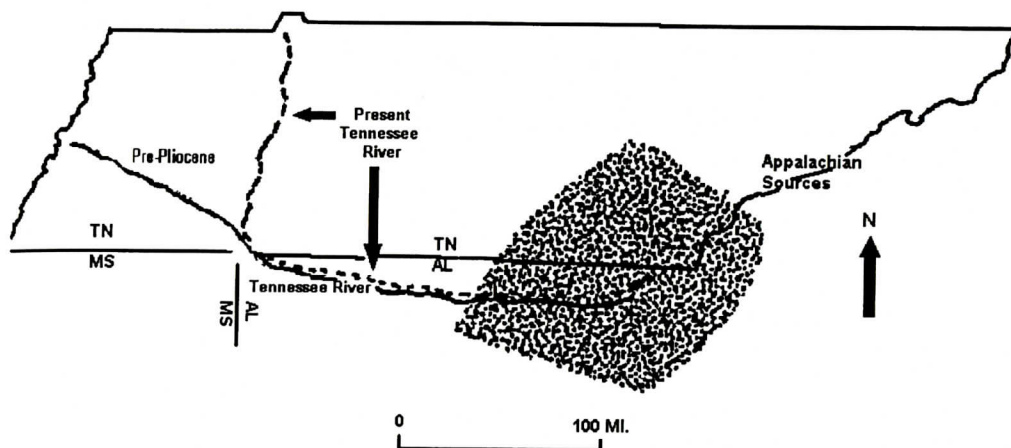 Present
Tennessee
River
Pre-Pliocene
Appalachian
Sources
N
TN
MS
TN
AL
Tennessee River
MS
AL
0 100 MI.